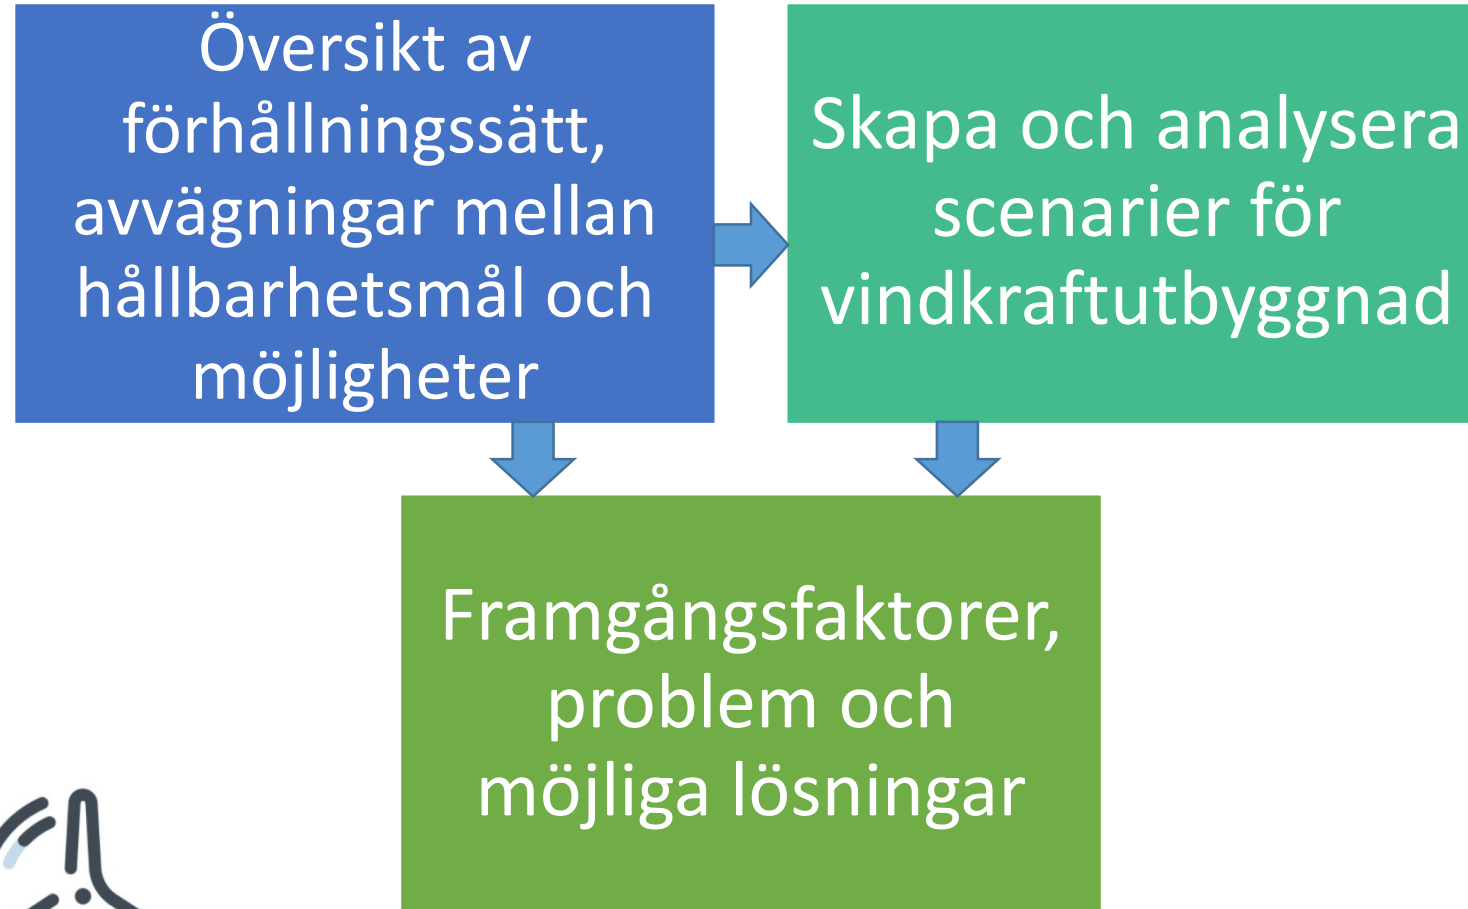 Översikt av
förhållningssätt,
avvägningar mellan
hållbarhetsmål och
möjligheter
Skapa och analysera
scenarier för
vindkraftutbyggnad
Framgångsfaktorer,
problem och
möjliga lösningar